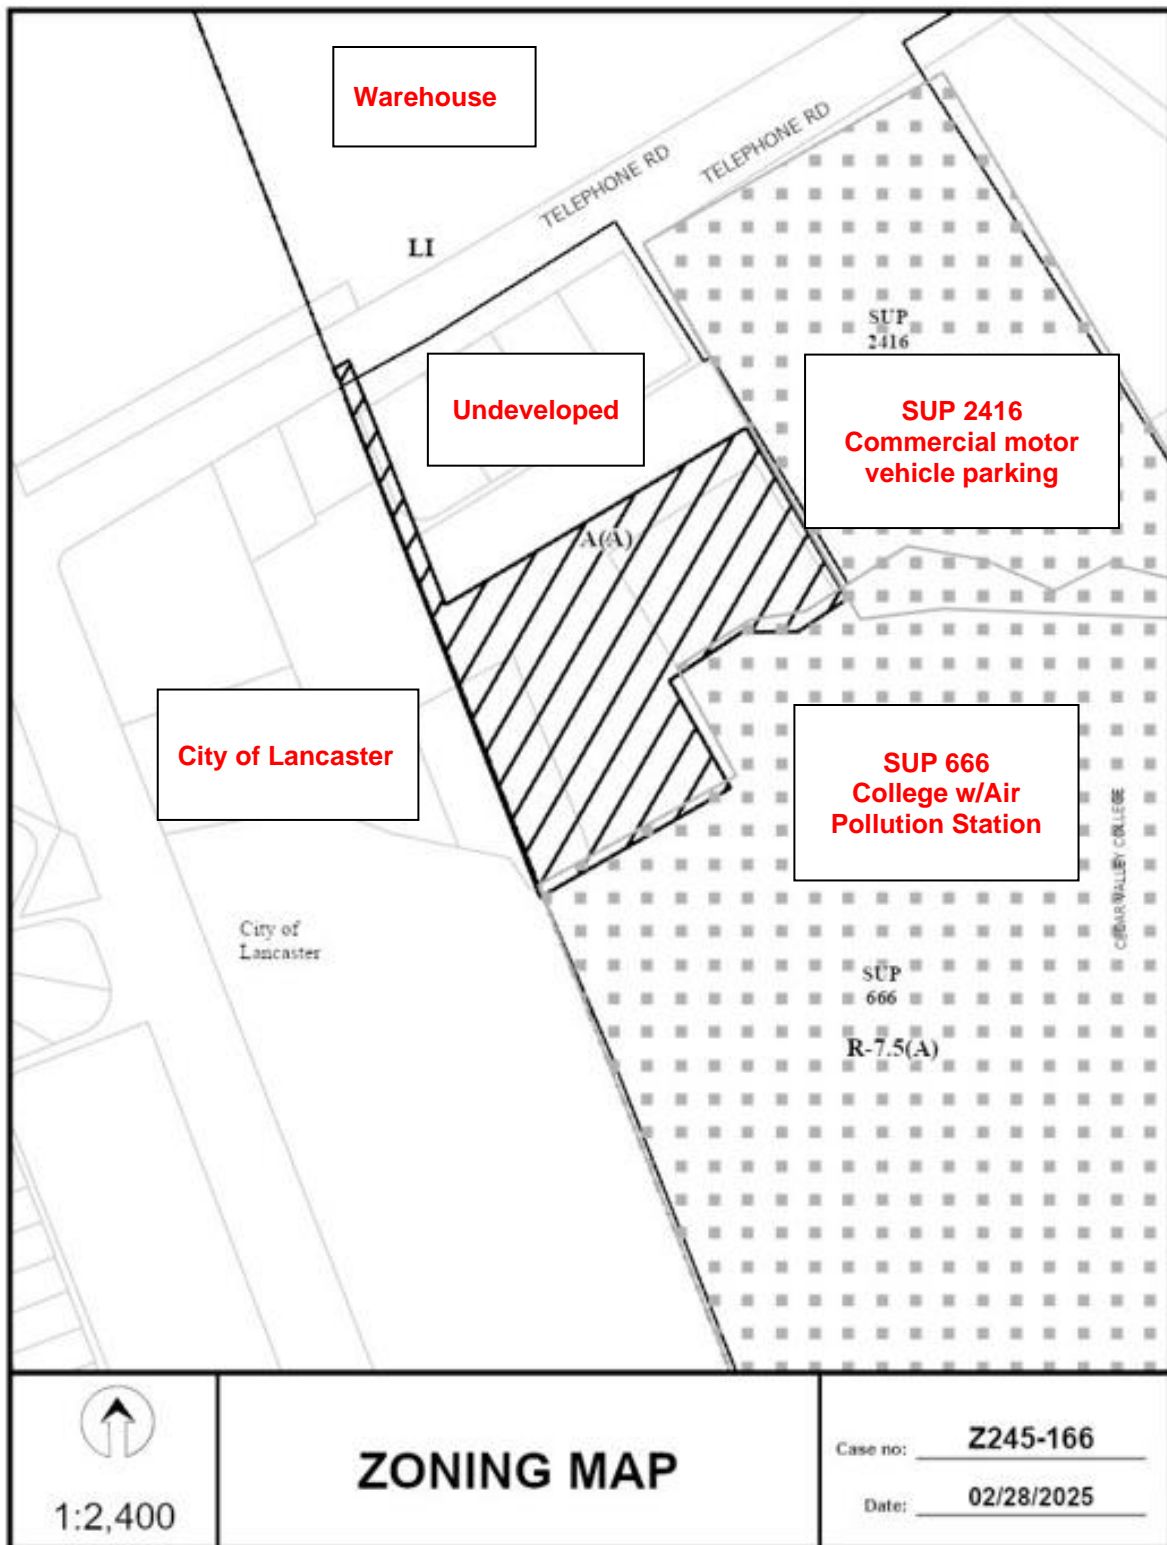 Warehouse
TELEPHONE RD
TELEPHONE RD
LI
SUP
2416
Undeveloped
SUP 2416
Commercial motor
vehicle parking
A(A)
City of Lancaster
SUP 666
College w/Air
Pollution Station
CEDAR VALLEY COLLEGE
City of
Lancaster
SUP
666
R-7.5(A)
1:2,400
ZONING MAP
Case no: Z245-166
Date: 02/28/2025